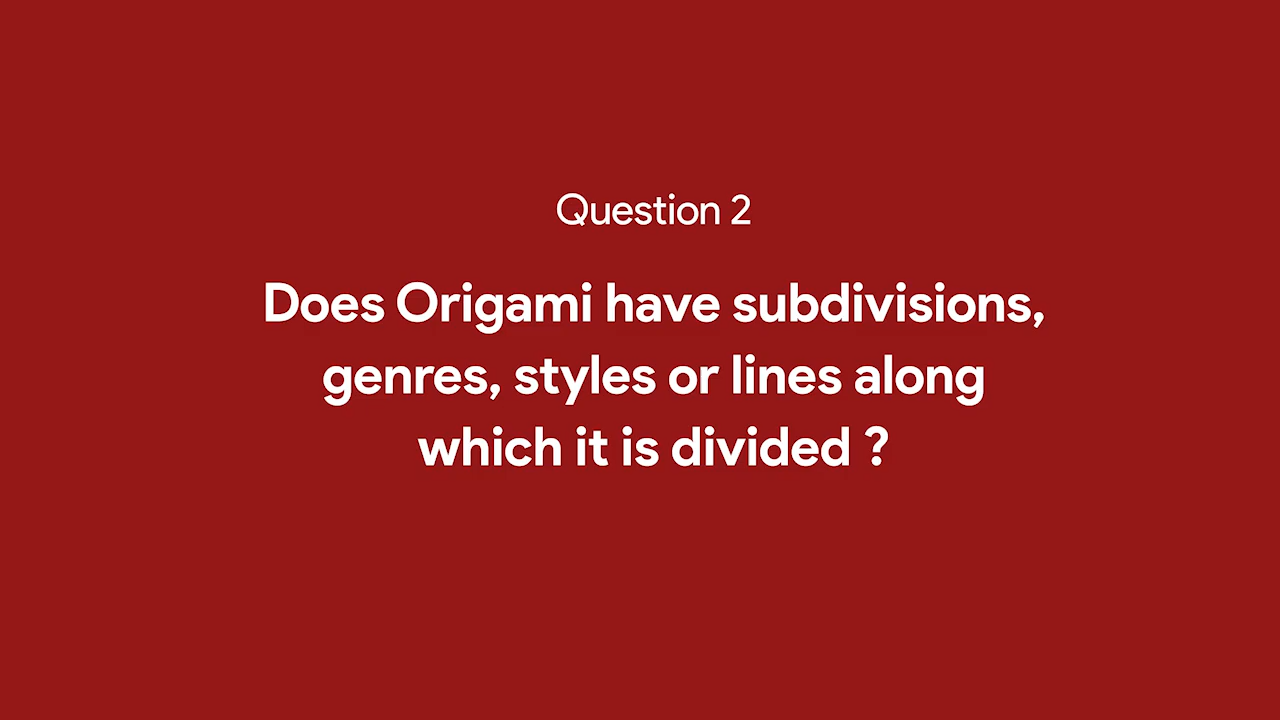 Question 2
Does Origami have subdivisions,
genres, styles or lines along
which it is divided ?